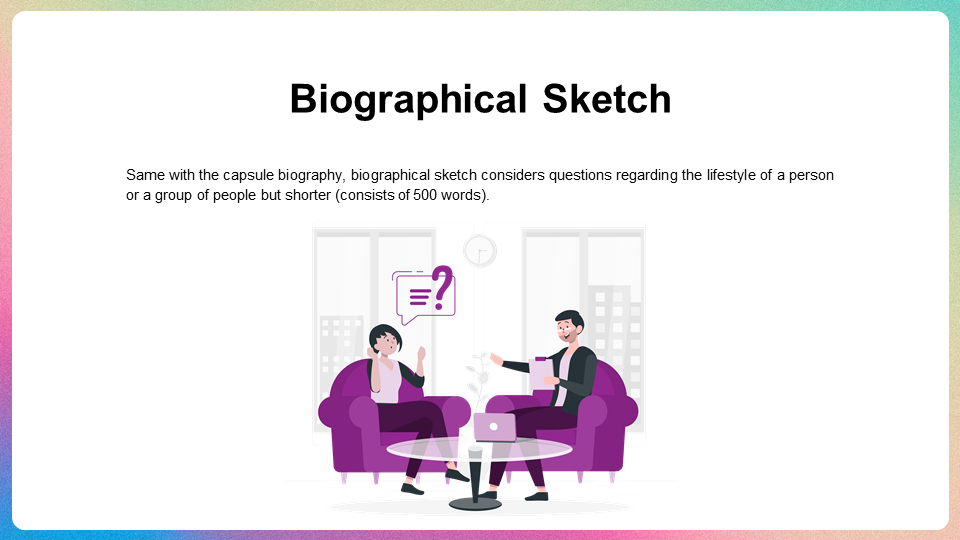 Biographical Sketch
Same with the capsule biography, biographical sketch considers questions regarding the lifestyle of a person
or a group of people but shorter (consists of 500 words).
?